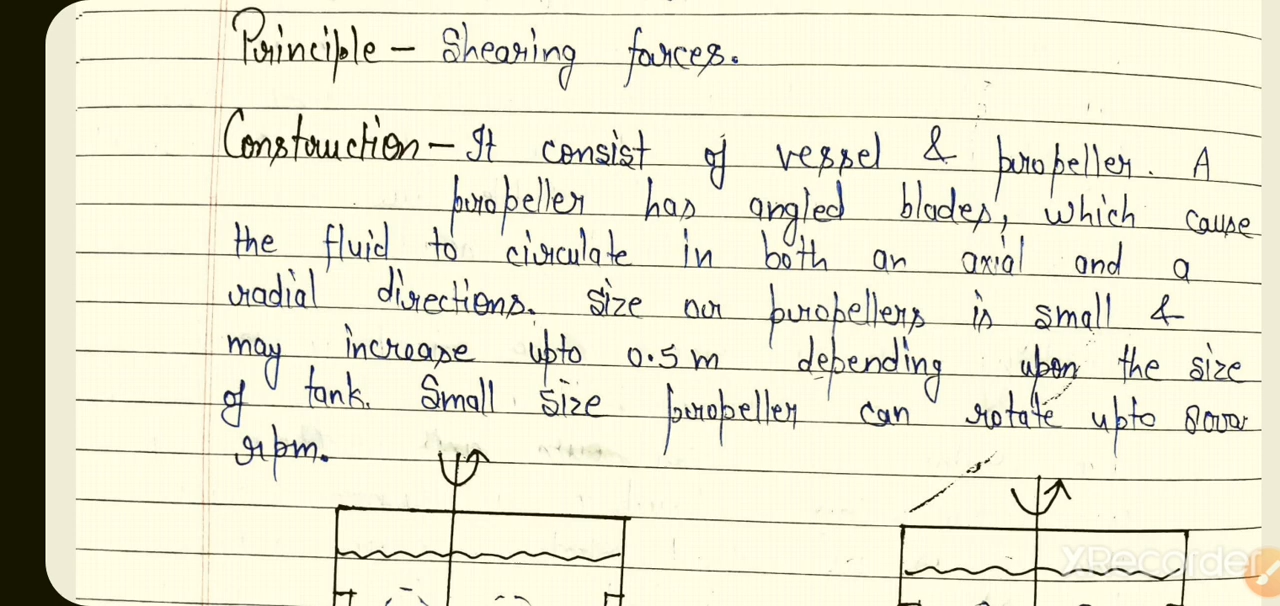 Principle - Shearing forces.
Construction - It consist of vessel & propeller. A
propeller has angled blades, which cause
the fluid to circulate in both an axial and a
radial directions. Size our propellers is small &
may increase upto 0.5 m depending upon the size
of tank. Small size propeller can rotate upto 8000
rpm.
XRecorder